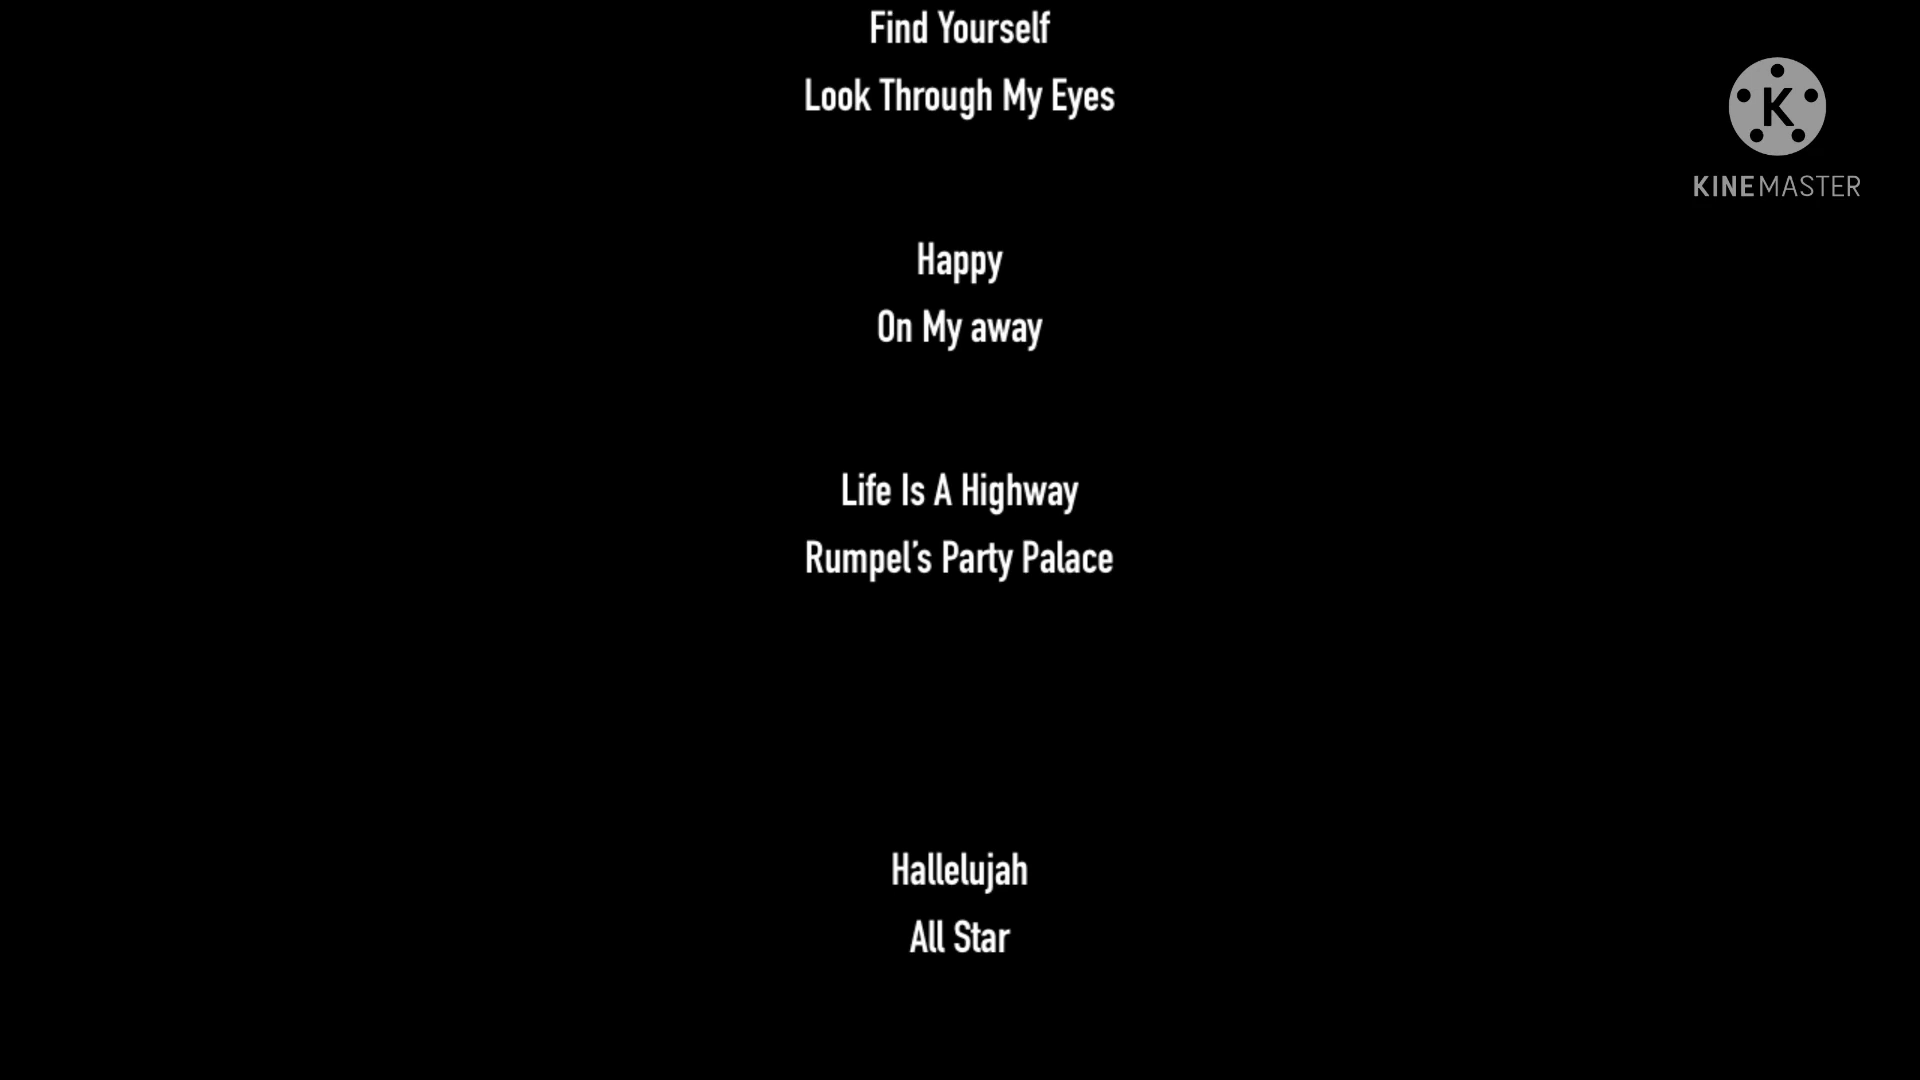 Find Yourself
Look Through My Eyes
K
KINEMASTER
Happy
On My away
Life Is A Highway
Rumpel’s Party Palace
Hallelujah
All Star